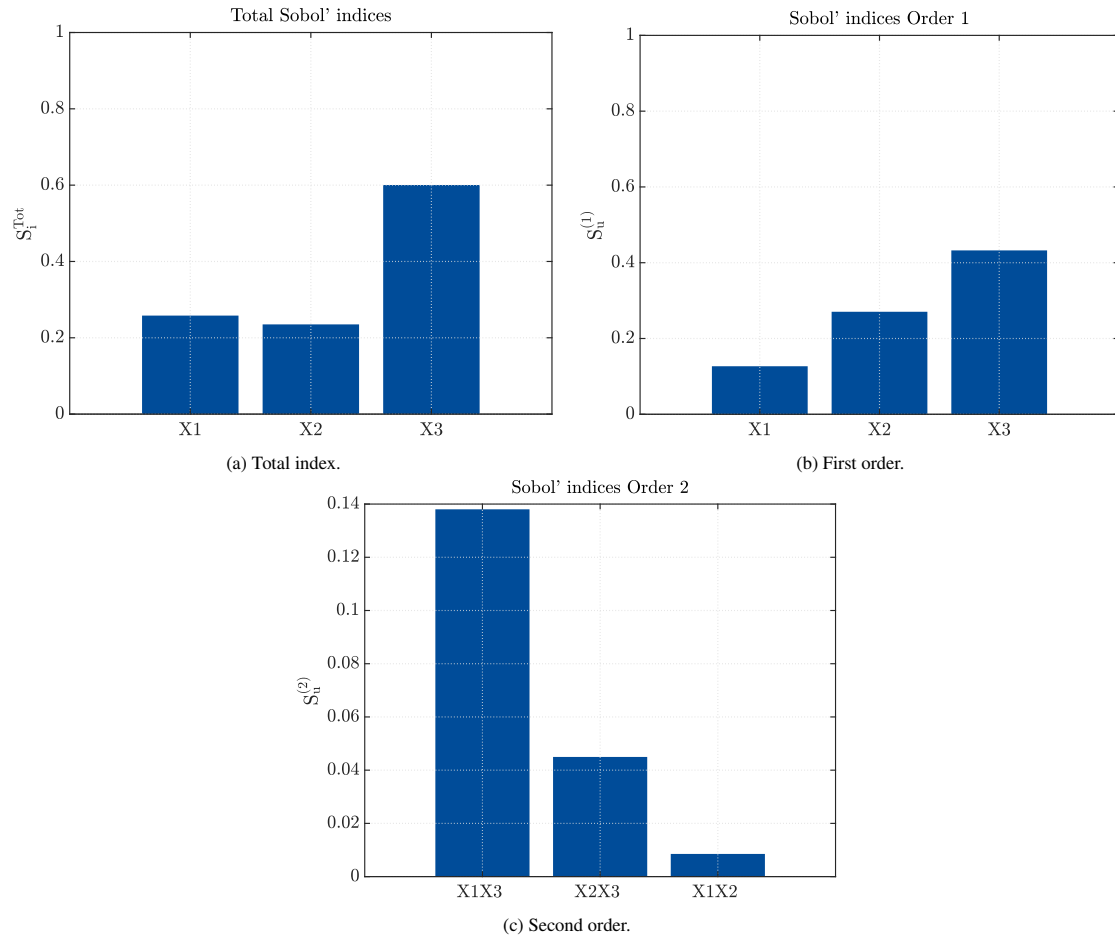 Total Sobol' indices
1
0.8
0.6
0.4
0.2
0
S_i^Tot
X1 X2 X3
(a) Total index.
Sobol' indices Order 1
1
0.8
0.6
0.4
0.2
0
S_u^(1)
X1 X2 X3
(b) First order.
Sobol' indices Order 2
0.14
0.12
0.1
0.08
0.06
0.04
0.02
0
S_u^(2)
X1X3 X2X3 X1X2
(c) Second order.